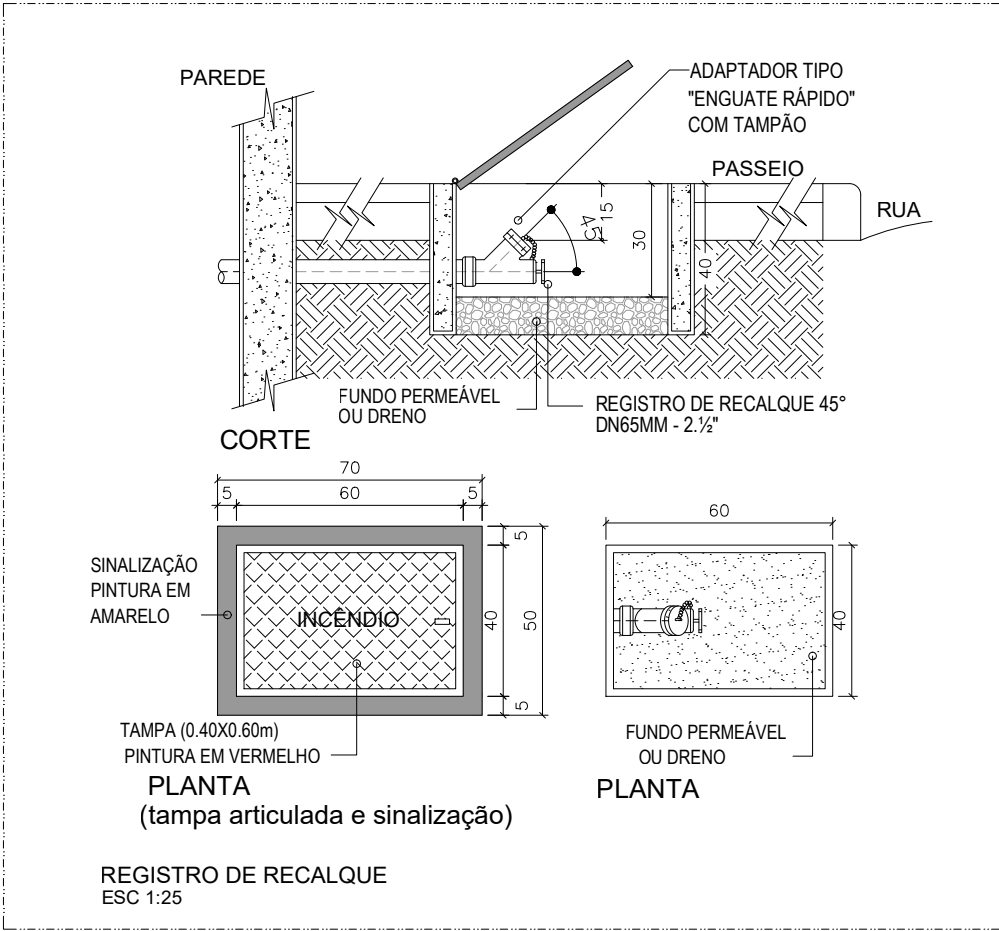 PAREDE
ADAPTADOR TIPO
"ENGUATE RÁPIDO"
COM TAMPÃO
PASSEIO
RUA
15
45
30
40
FUNDO PERMEÁVEL
OU DRENO
REGISTRO DE RECALQUE 45°
DN65MM - 2.½"
CORTE
70
5
60
5
SINALIZAÇÃO
PINTURA EM
AMARELO
INCÊNDIO
5
40
50
5
TAMPA (0.40X0.60m)
PINTURA EM VERMELHO
PLANTA
(tampa articulada e sinalização)
60
40
FUNDO PERMEÁVEL
OU DRENO
PLANTA
REGISTRO DE RECALQUE
ESC 1:25